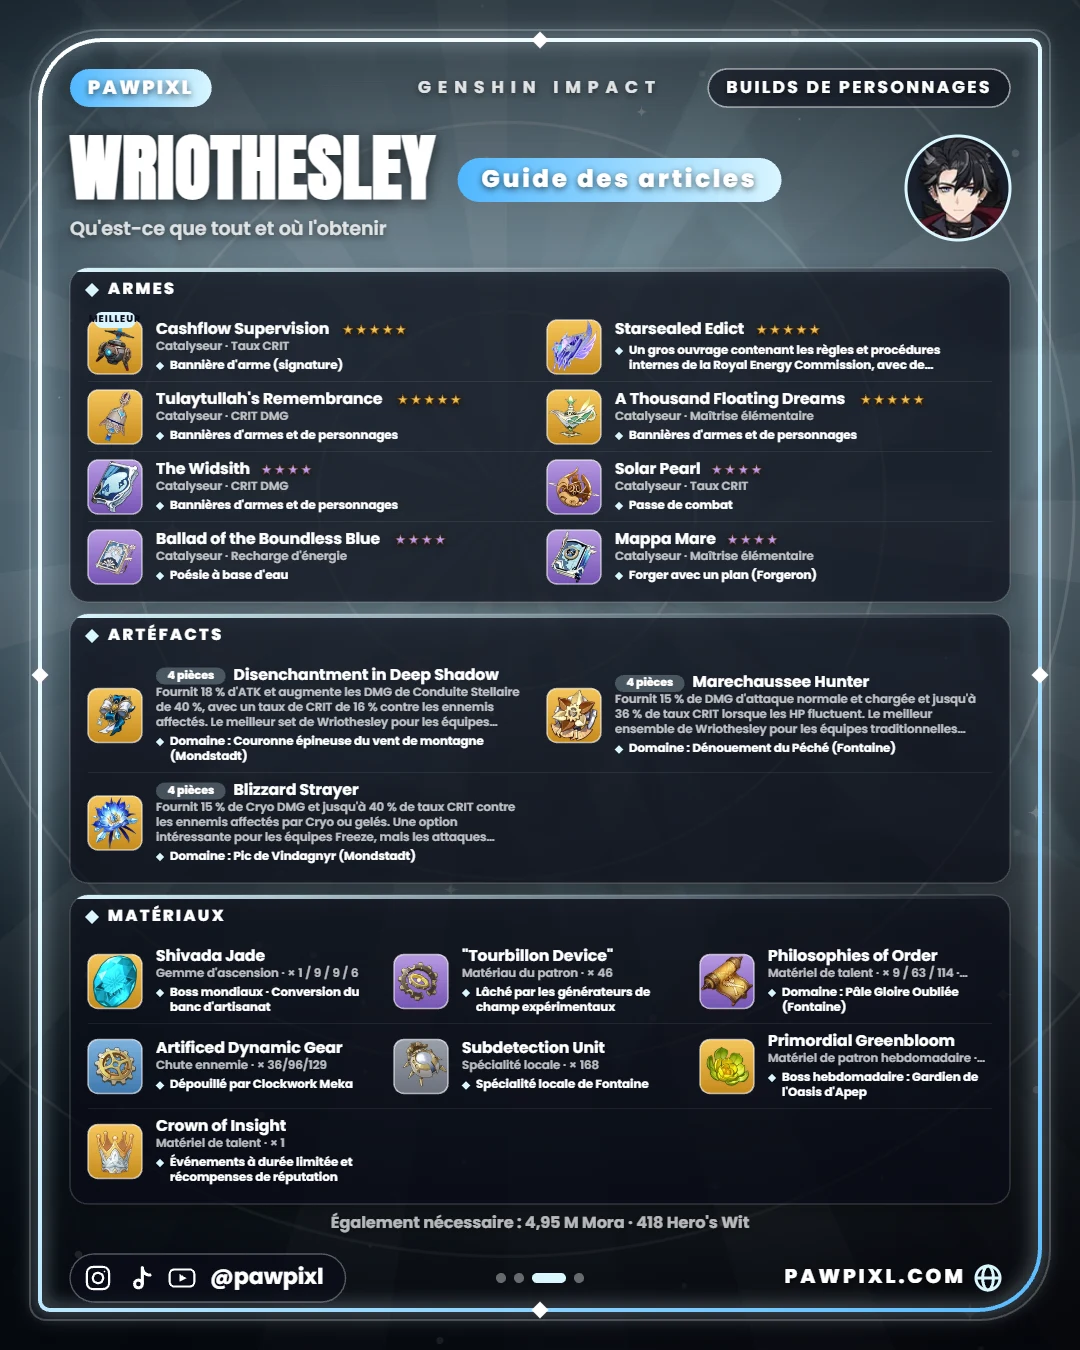 PAWPIXL
GENSHIN IMPACT
BUILDS DE PERSONNAGES
WRIOTHESLEY
Guide des articles
Qu'est-ce que tout et où l'obtenir
ARMES
MEILLEUR
Cashflow Supervision ★★★★★
Catalyseur · Taux CRIT
Bannière d'arme (signature)
Starsealed Edict ★★★★★
Un gros ouvrage contenant les règles et procédures
internes de la Royal Energy Commission, avec de...
Tulaytullah's Remembrance ★★★★★
Catalyseur · CRIT DMG
Bannières d'armes et de personnages
A Thousand Floating Dreams ★★★★★
Catalyseur · Maîtrise élémentaire
Bannières d'armes et de personnages
The Widsith ★★★★
Catalyseur · CRIT DMG
Bannières d'armes et de personnages
Solar Pearl ★★★★
Catalyseur · Taux CRIT
Passe de combat
Ballad of the Boundless Blue ★★★★
Catalyseur · Recharge d'énergie
Poésie à base d'eau
Mappa Mare ★★★★
Catalyseur · Maîtrise élémentaire
Forger avec un plan (Forgeron)
ARTÉFACTS
4 pièces Disenchantment in Deep Shadow
Fournit 18 % d'ATK et augmente les DMG de Conduite Stellaire
de 40 %, avec un taux de CRIT de 16 % contre les ennemis
affectés. Le meilleur set de Wriothesley pour les équipes...
Domaine : Couronne épineuse du vent de montagne
(Mondstadt)
4 pièces Marechaussee Hunter
Fournit 15 % de DMG d'attaque normale et chargée et jusqu'à
36 % de taux CRIT lorsque les HP fluctuent. Le meilleur
ensemble de Wriothesley pour les équipes traditionnelles...
Domaine : Dénouement du Péché (Fontaine)
4 pièces Blizzard Strayer
Fournit 15 % de Cryo DMG et jusqu'à 40 % de taux CRIT contre
les ennemis affectés par Cryo ou gelés. Une option
intéressante pour les équipes Freeze, mais les attaques...
Domaine : Pic de Vindagnyr (Mondstadt)
MATÉRIAUX
Shivada Jade
Gemme d'ascension · × 1 / 9 / 9 / 6
Boss mondiaux · Conversion du
banc d'artisanat
"Tourbillon Device"
Matériau du patron · × 46
Lâché par les générateurs de
champ expérimentaux
Philosophies of Order
Matériel de talent · × 9 / 63 / 114 ·...
Domaine : Pâle Gloire Oubliée
(Fontaine)
Artificed Dynamic Gear
Chute ennemie · × 36/96/129
Dépouillé par Clockwork Meka
Subdetection Unit
Spécialité locale · × 168
Spécialité locale de Fontaine
Primordial Greenbloom
Matériel de patron hebdomadaire ·...
Boss hebdomadaire : Gardien de
l'Oasis d'Apep
Crown of Insight
Matériel de talent · × 1
Événements à durée limitée et
récompenses de réputation
Également nécessaire : 4,95 M Mora · 418 Hero's Wit
@pawpixl
PAWPIXL.COM